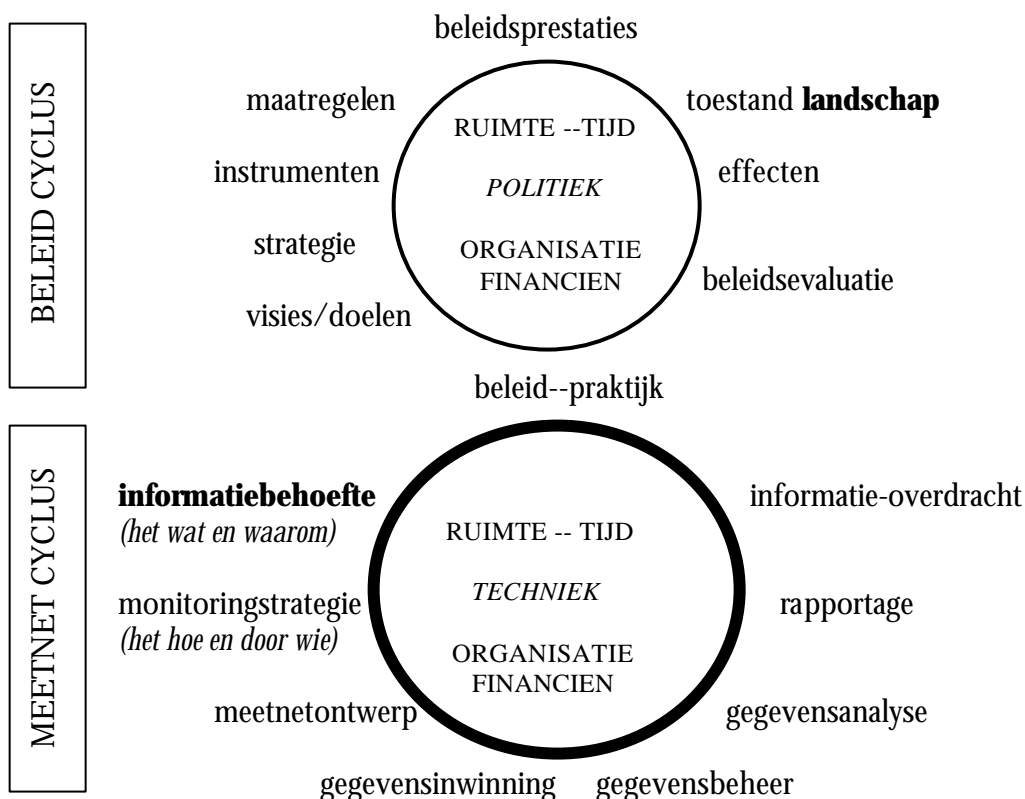 BELEID CYCLUS
beleidsprestaties
maatregelen
toestand landschap
RUIMTE --TIJD
instrumenten
POLITIEK
effecten
strategie
ORGANISATIE
FINANCIEN
beleidsevaluatie
visies/doelen
beleid--praktijk
MEETNET CYCLUS
informatiebehoefte
(het wat en waarom)
informatie-overdracht
RUIMTE -- TIJD
monitoringstrategie
(het hoe en door wie)
TECHNIEK
rapportage
ORGANISATIE
FINANCIEN
meetnetontwerp
gegevensanalyse
gegevensinwinning gegevensbeheer